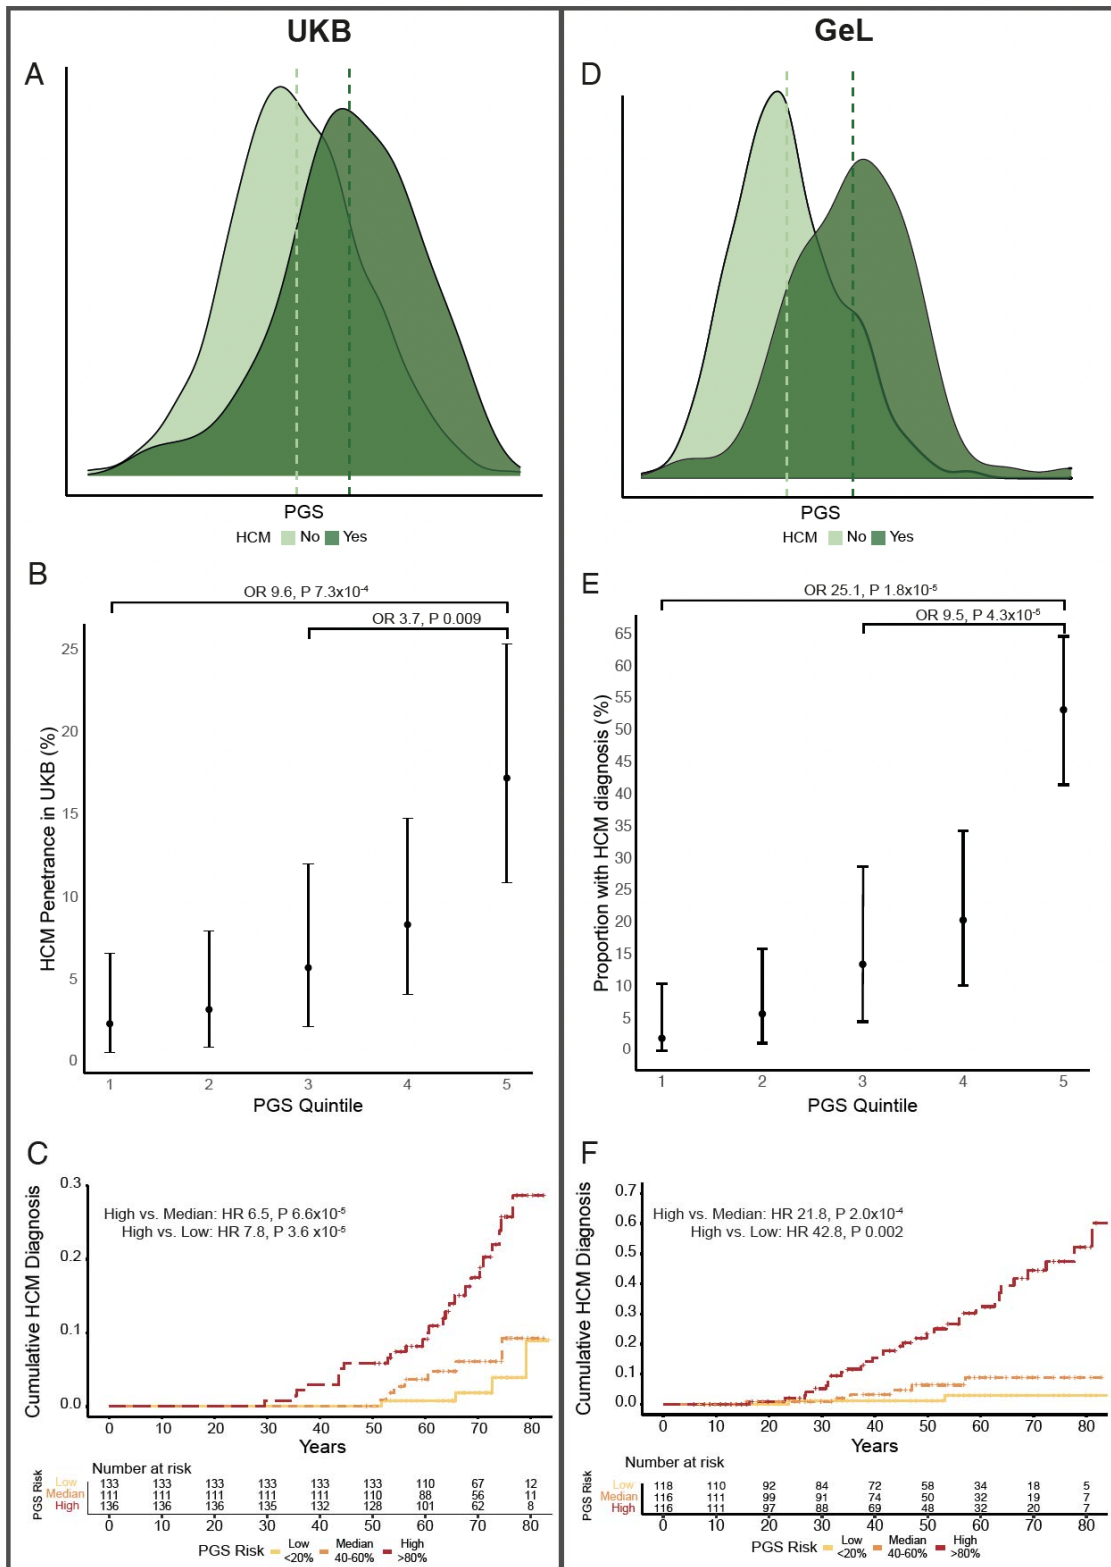 UKB
A
PGS
HCM No Yes
B
OR 9.6, P 7.3x10⁻⁴
OR 3.7, P 0.009
HCM Penetrance in UKB (%)
25
20
15
10
5
0
1 2 3 4 5
PGS Quintile
C
Cumulative HCM Diagnosis
0.3
0.2
0.1
0.0
High vs. Median: HR 6.5, P 6.6x10⁻⁵
High vs. Low: HR 7.8, P 3.6 x10⁻⁵
0 10 20 30 40 50 60 70 80
Years
Number at risk
PGS Risk
Low 133 133 133 133 133 133 110 67 12
Median 111 111 111 111 111 110 88 56 11
High 136 136 136 135 132 128 101 62 8
0 10 20 30 40 50 60 70 80
PGS Risk Low <20% Median 40-60% High >80%
GeL
D
PGS
HCM No Yes
E
OR 25.1, P 1.8x10⁻⁵
OR 9.5, P 4.3x10⁻⁵
Proportion with HCM diagnosis (%)
65
60
55
50
45
40
35
30
25
20
15
10
5
0
1 2 3 4 5
PGS Quintile
F
Cumulative HCM Diagnosis
0.7
0.6
0.5
0.4
0.3
0.2
0.1
0.0
High vs. Median: HR 21.8, P 2.0x10⁻⁴
High vs. Low: HR 42.8, P 0.002
0 10 20 30 40 50 60 70 80
Years
Number at risk
PGS Risk
Low 118 110 92 84 72 58 34 18 5
Median 116 111 99 91 74 50 32 19 7
High 116 111 97 88 69 48 32 20 7
0 10 20 30 40 50 60 70 80
PGS Risk Low <20% Median 40-60% High >80%